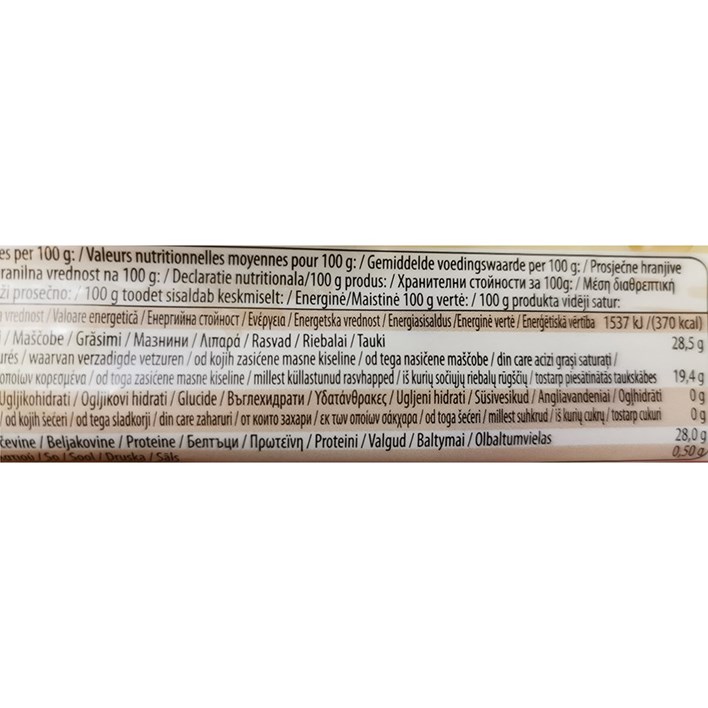 es per 100 g: / Valeurs nutritionnelles moyennes pour 100 g: / Gemiddelde voedingswaarde per 100 g: / Prosječne hranjive
ranilna vrednost na 100 g: / Declaratie nutritionala/100 g produs: / Хранителни стойности за 100g: / Μέση διαθρεπτική
ži prosečno: / 100 g toodet sisaldab keskmiselt: / Energinė/Maistinė 100 g vertė: / 100 g produkta vidēji satur:
vrednost / Valoare energetică / Енергийна стойност / Ενέργεια / Energetska vrednost / Energiasisaldus /Energinė vertė / Enerģētiskā vērtība 1537 kJ /(370 kcal)
/ Maščobe / Grăsimi / Мазнини / Λιπαρά / Rasvad / Riebalai / Tauki 28,5 g
urés / waarvan verzadigde vetzuren / od kojih zasićene masne kiseline / od tega nasičene maščobe / din care acizi grași saturați /
οποίων κορεσμένα / od toga zasićene masne kiseline / millest küllastunud rasvhapped / iš kurių sočiųjų riebalų rūgščių / tostarp piesātinātās taukskābes 19,4 g
Ugljikohidrati / Ogljikovi hidrati / Glucide / Въглехидрати / Υδατάνθρακες / Ugljeni hidrati / Süsivesikud / Angliavandeniai / Ogļhidrāti 0 g
/ od kojih šećeri / od tega sladkorji / din care zaharuri / от които захари / εκ των οποίων σάκχαρα / od toga šećeri / millest suhkrud / iš kurių cukrų / tostarp cukuri 0 g
čevine / Beljakovine / Proteine / Белтъци / Πρωτεΐνη / Proteini / Valgud / Baltymai / Olbaltumvielas 28,0 g
/ So / Sool / Druska / Sāls 0,50 g